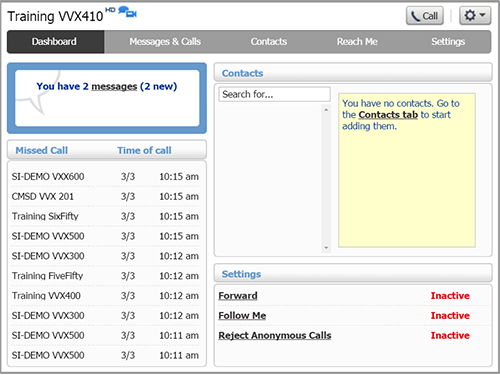 Training VVX410 HD
Call
Dashboard Messages & Calls Contacts Reach Me Settings
You have 2 messages (2 new)
Missed Call Time of call
SI-DEMO VXX600 3/3 10:15 am
CMSD VVX 201 3/3 10:15 am
Training SixFifty 3/3 10:15 am
SI-DEMO VVX500 3/3 10:15 am
SI-DEMO VVX300 3/3 10:12 am
Training FiveFifty 3/3 10:12 am
Training VVX400 3/3 10:12 am
SI-DEMO VVX300 3/3 10:12 am
SI-DEMO VVX500 3/3 10:11 am
SI-DEMO VVX500 3/3 10:11 am
Contacts
Search for...
You have no contacts. Go to
the Contacts tab to start
adding them.
Settings
Forward Inactive
Follow Me Inactive
Reject Anonymous Calls Inactive